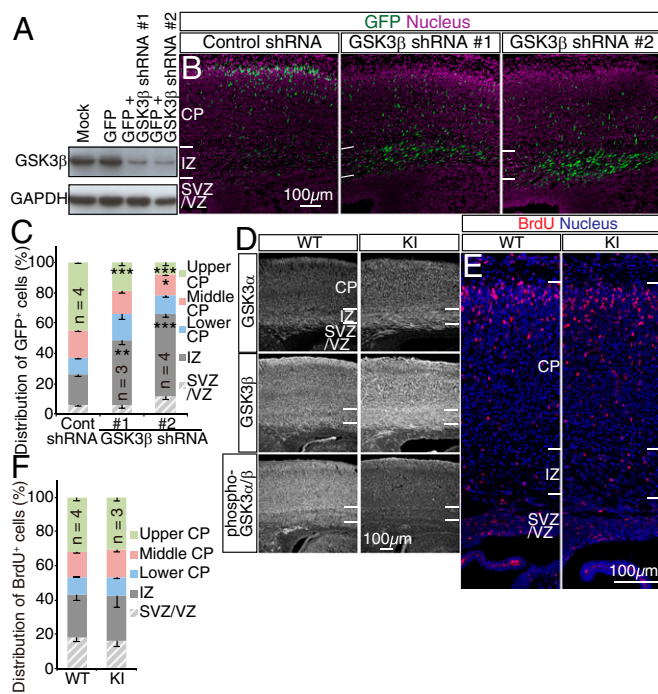 A
Mock
GFP
GFP +
GSK3β shRNA #1
GFP +
GSK3β shRNA #2
GSK3β
GAPDH
GFP Nucleus
Control shRNA
GSK3β shRNA #1
GSK3β shRNA #2
B
CP
IZ
SVZ
/VZ
100µm
C
Distribution of GFP⁺ cells (%)
100
80
60
40
20
0
n = 4
n = 3
n = 4
***
**
***
*
***
Upper
CP
Middle
CP
Lower
CP
IZ
SVZ
/VZ
Cont
shRNA
#1
#2
GSK3β shRNA
D
WT
KI
GSK3α
CP
IZ
SVZ
/VZ
GSK3β
phospho-
GSK3α/β
100µm
BrdU Nucleus
WT
KI
E
CP
IZ
SVZ
/VZ
100µm
F
Distribution of BrdU⁺ cells (%)
100
80
60
40
20
0
n = 4
n = 3
Upper CP
Middle CP
Lower CP
IZ
SVZ/VZ
WT
KI